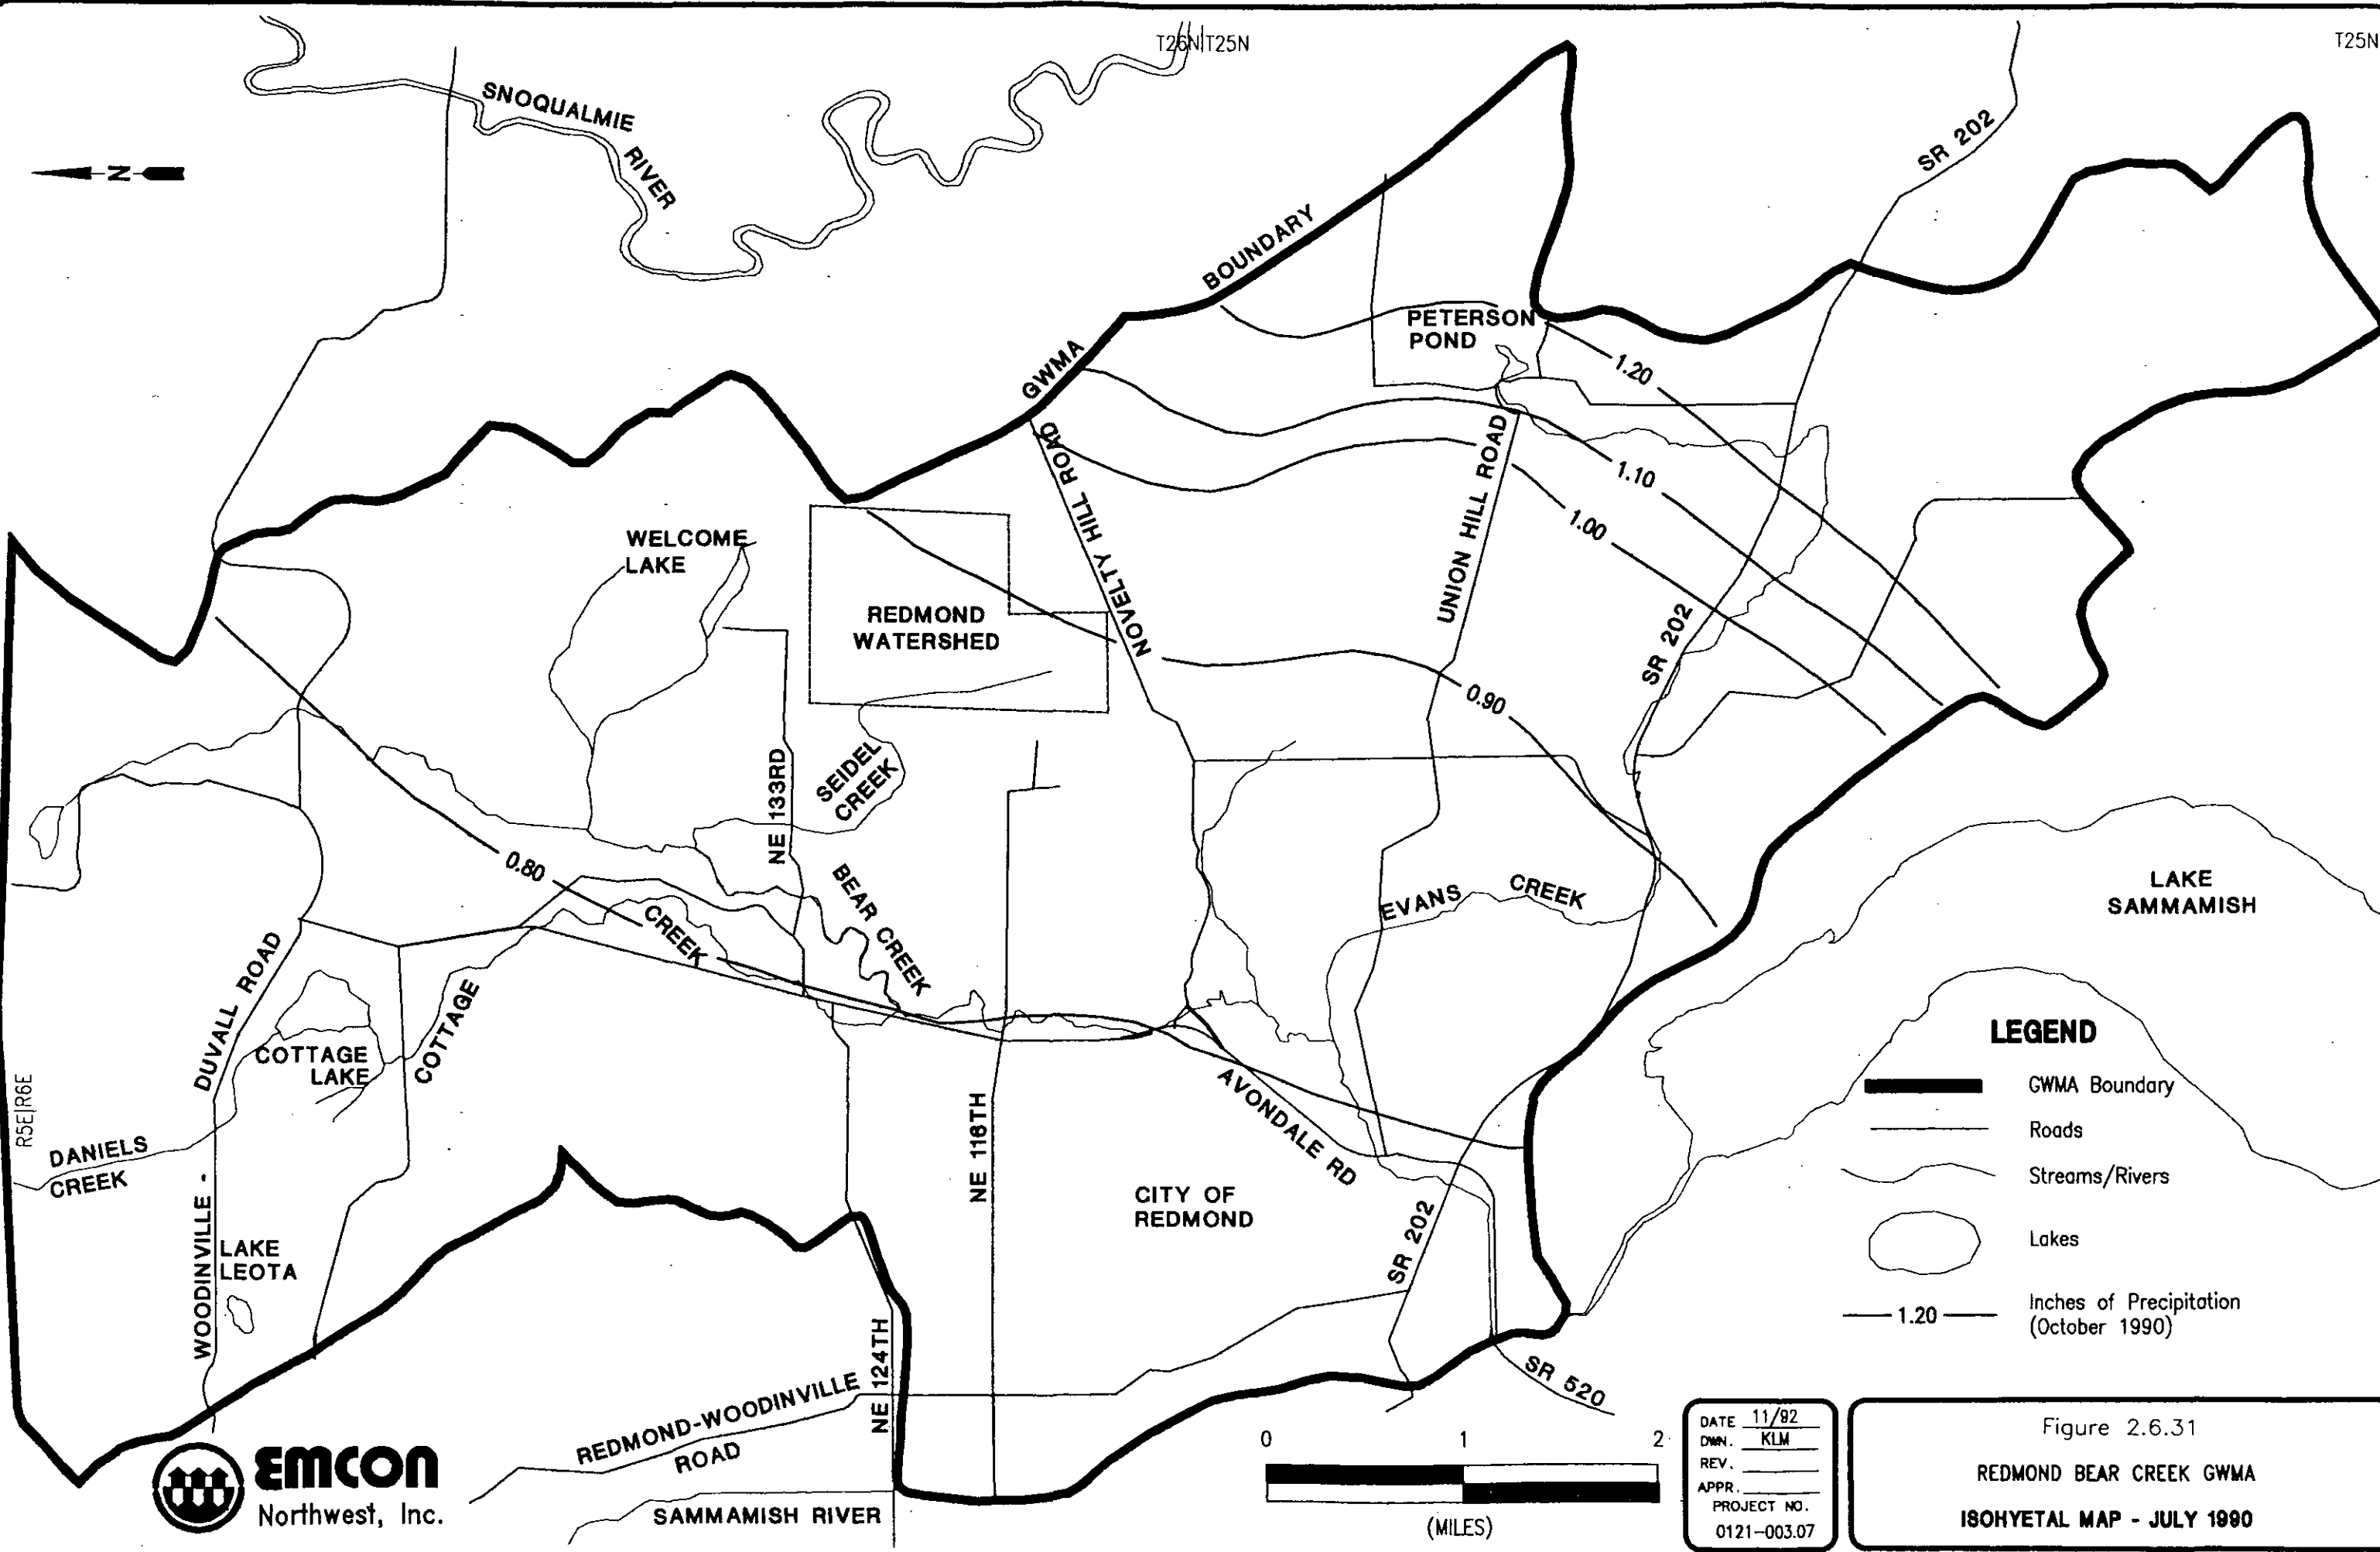 T26N|T25N
T25N
SNOQUALMIE
RIVER
N
SR 202
BOUNDARY
GWMA
PETERSON
POND
1.20
1.10
1.00
NOVELTY HILL ROAD
UNION HILL ROAD
WELCOME
LAKE
REDMOND
WATERSHED
SR 202
0.90
SEIDEL
CREEK
NE 133RD
0.80
BEAR CREEK
CREEK
COTTAGE
EVANS
CREEK
LAKE
SAMMAMISH
DUVALL ROAD
WOODINVILLE -
COTTAGE
LAKE
R5E|R6E
DANIELS
CREEK
LAKE
LEOTA
NE 116TH
AVONDALE RD
CITY OF
REDMOND
SR 202
NE 124TH
REDMOND-WOODINVILLE
ROAD
SAMMAMISH RIVER
SR 520
LEGEND
GWMA Boundary
Roads
Streams/Rivers
Lakes
1.20
Inches of Precipitation
(October 1990)
EMCON
Northwest, Inc.
0 1 2
(MILES)
DATE 11/92
DWN. KLM
REV.
APPR.
PROJECT NO.
0121-003.07
Figure 2.6.31
REDMOND BEAR CREEK GWMA
ISOHYETAL MAP - JULY 1990